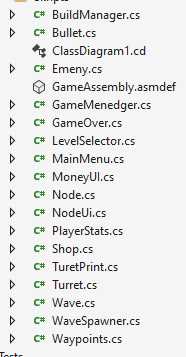 Scripts
BuildManager.cs
Bullet.cs
ClassDiagram1.cd
Emeny.cs
GameAssembly.asmdef
GameMenedger.cs
GameOver.cs
LevelSelector.cs
MainMenu.cs
MoneyUI.cs
Node.cs
NodeUi.cs
PlayerStats.cs
Shop.cs
TuretPrint.cs
Turret.cs
Wave.cs
WaveSpawner.cs
Waypoints.cs
Tests